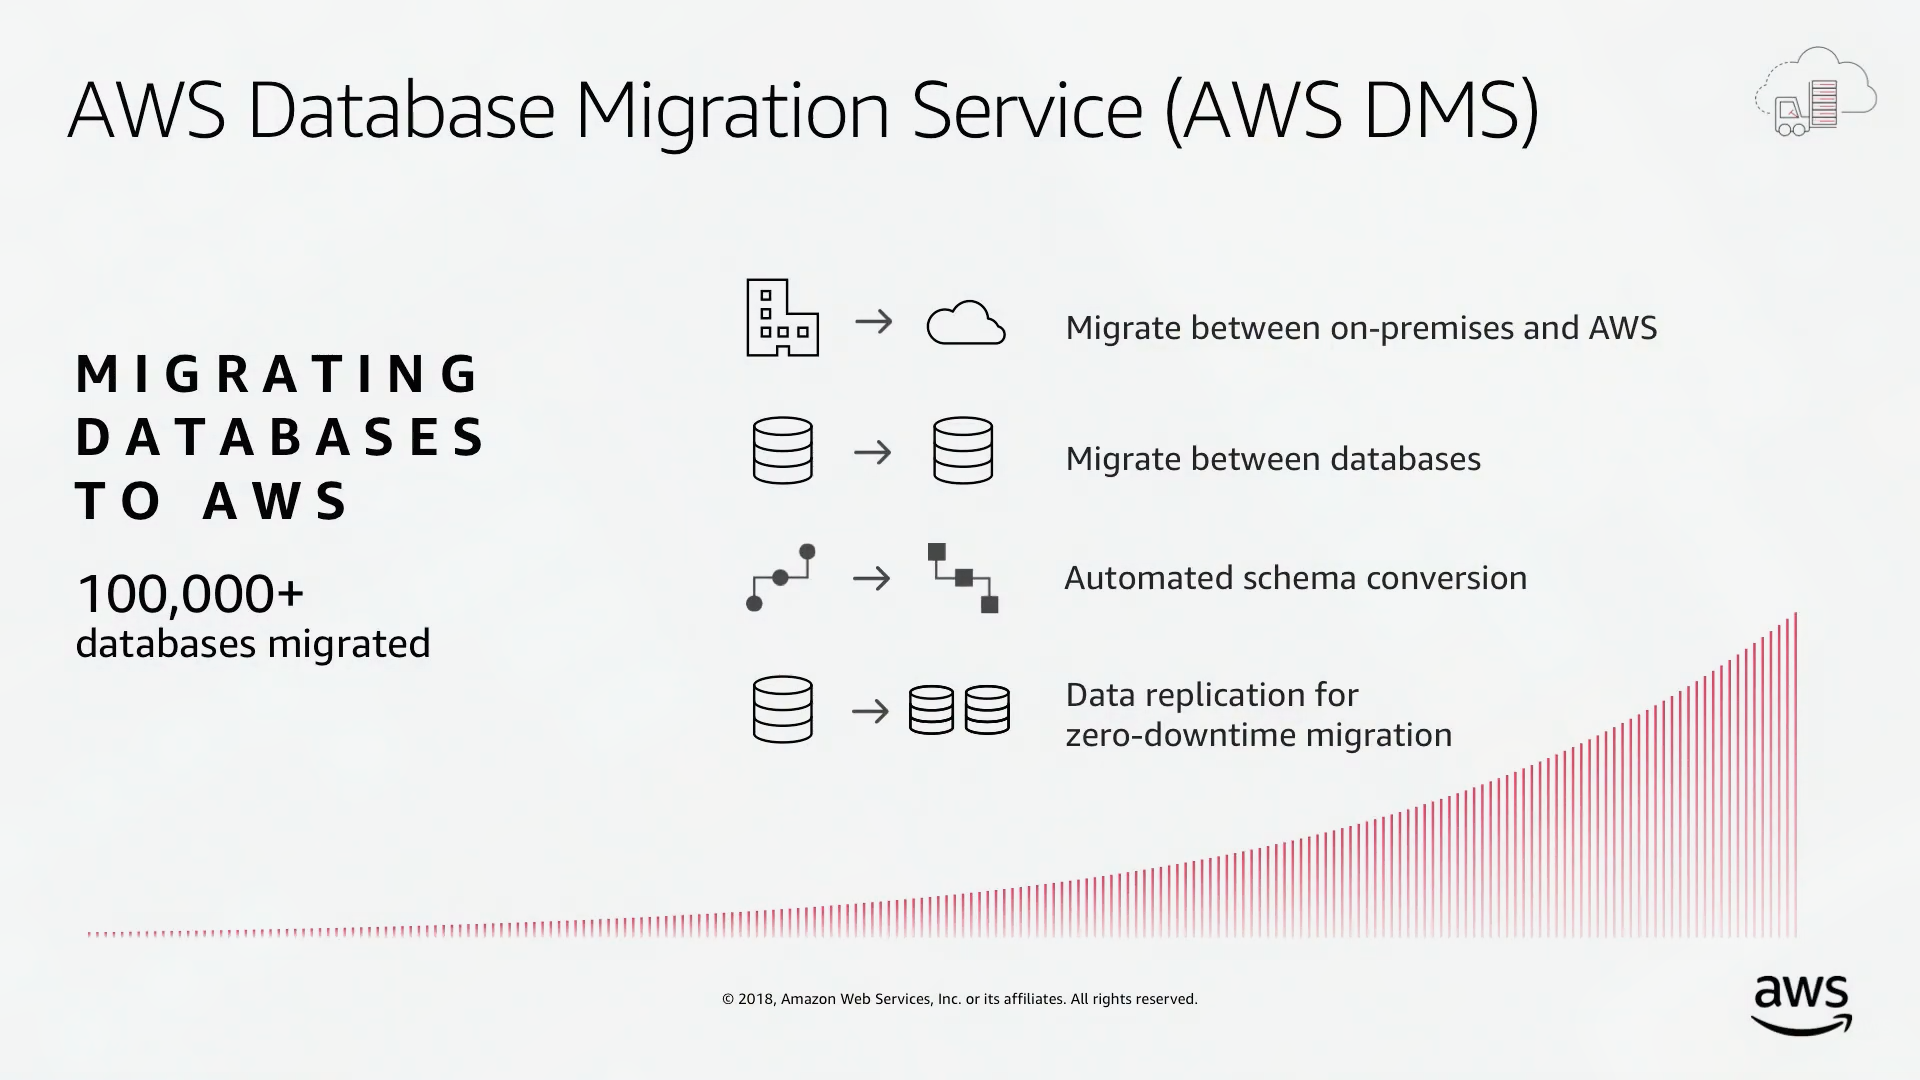 AWS Database Migration Service (AWS DMS)
MIGRATING
DATABASES
TO AWS
100,000+
databases migrated
Migrate between on-premises and AWS
Migrate between databases
Automated schema conversion
Data replication for
zero-downtime migration
© 2018, Amazon Web Services, Inc. or its affiliates. All rights reserved.
aws